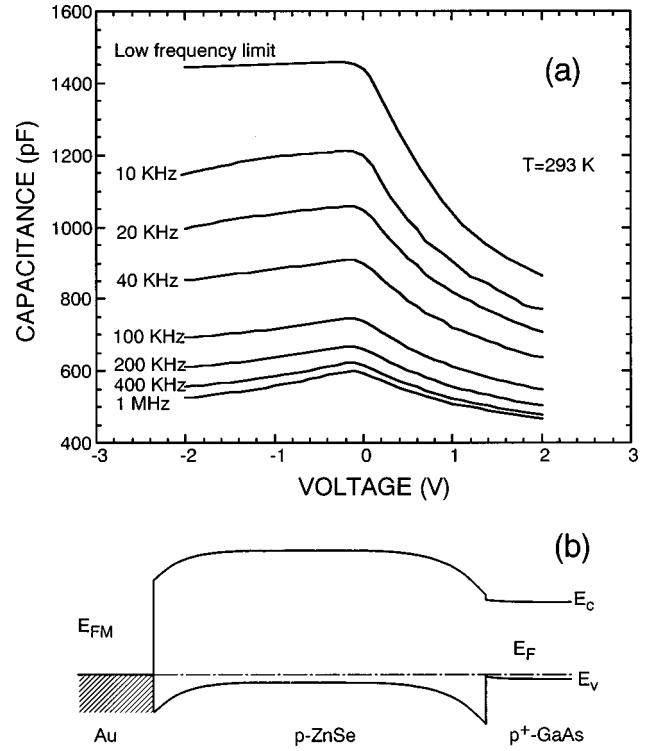 1600
1400
1200
1000
800
600
400
CAPACITANCE (pF)
Low frequency limit
(a)
T=293 K
10 KHz
20 KHz
40 KHz
100 KHz
200 KHz
400 KHz
1 MHz
-3 -2 -1 0 1 2 3
VOLTAGE (V)
(b)
E_FM
E_C
E_F
E_V
Au p-ZnSe p⁺-GaAs